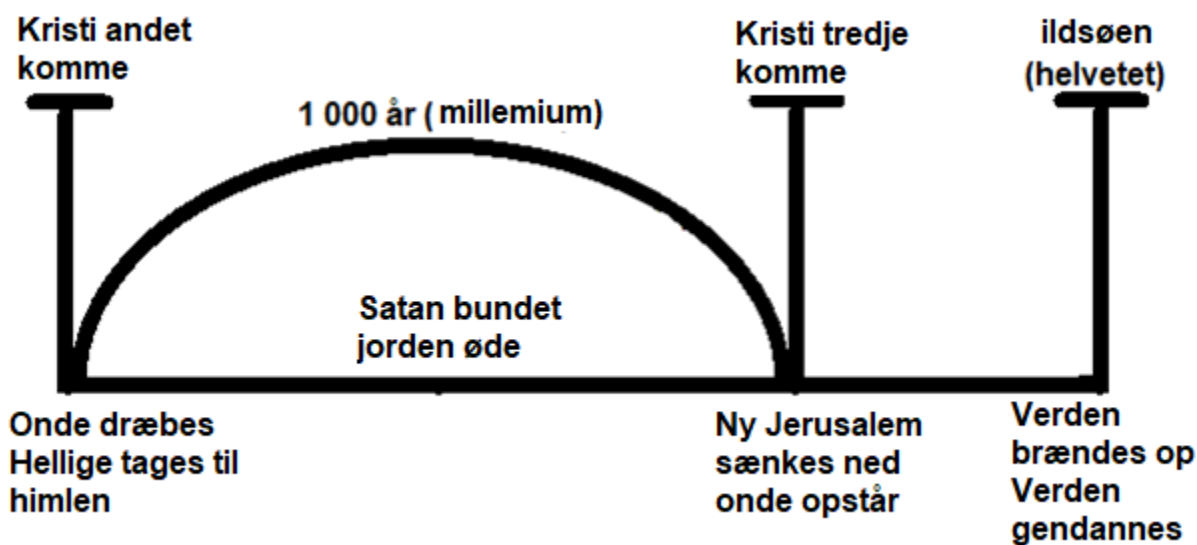 Kristi andet
komme
1 000 år ( millemium)
Kristi tredje
komme
ildsøen
(helvetet)
Satan bundet
jorden øde
Onde dræbes
Hellige tages til
himlen
Ny Jerusalem
sænkes ned
onde opstår
Verden
brændes op
Verden
gendannes